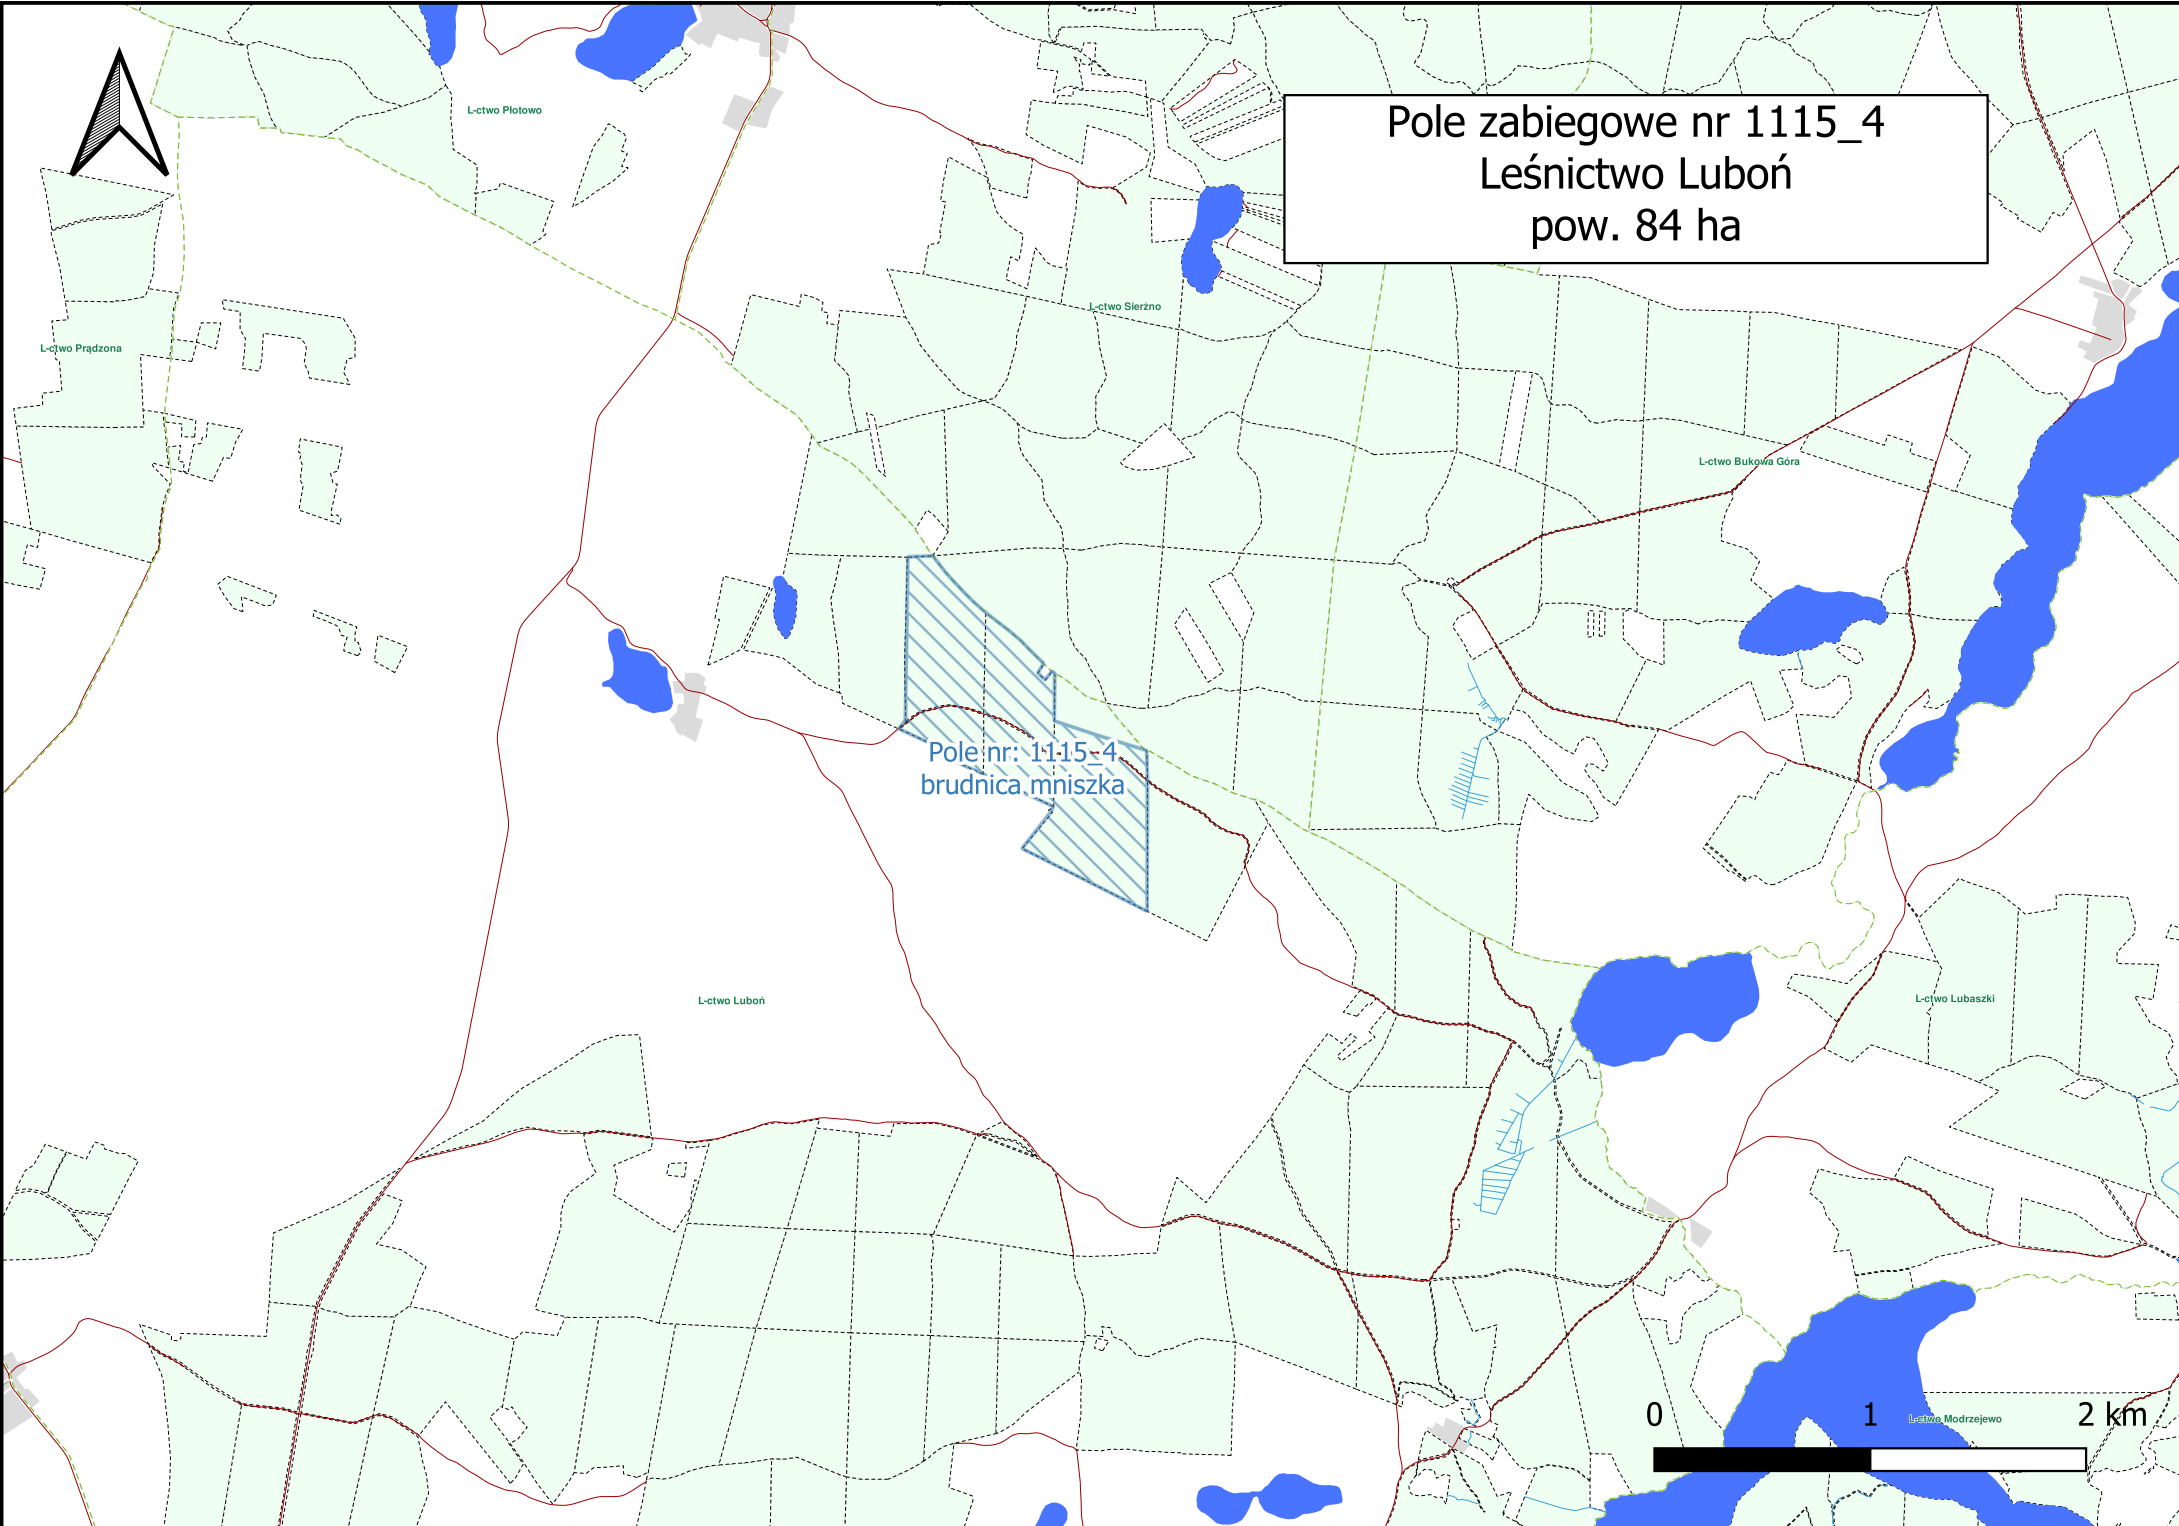 L-ctwo Płotowo
Pole zabiegowe nr 1115_4
Leśnictwo Luboń
pow. 84 ha
L-ctwo Sierżno
L-ctwo Prądzona
L-ctwo Bukowa Góra
Pole nr: 1115_4
brudnica mniszka
L-ctwo Luboń
L-ctwo Lubaszki
0 1 2 km
L-ctwo Modrzejewo